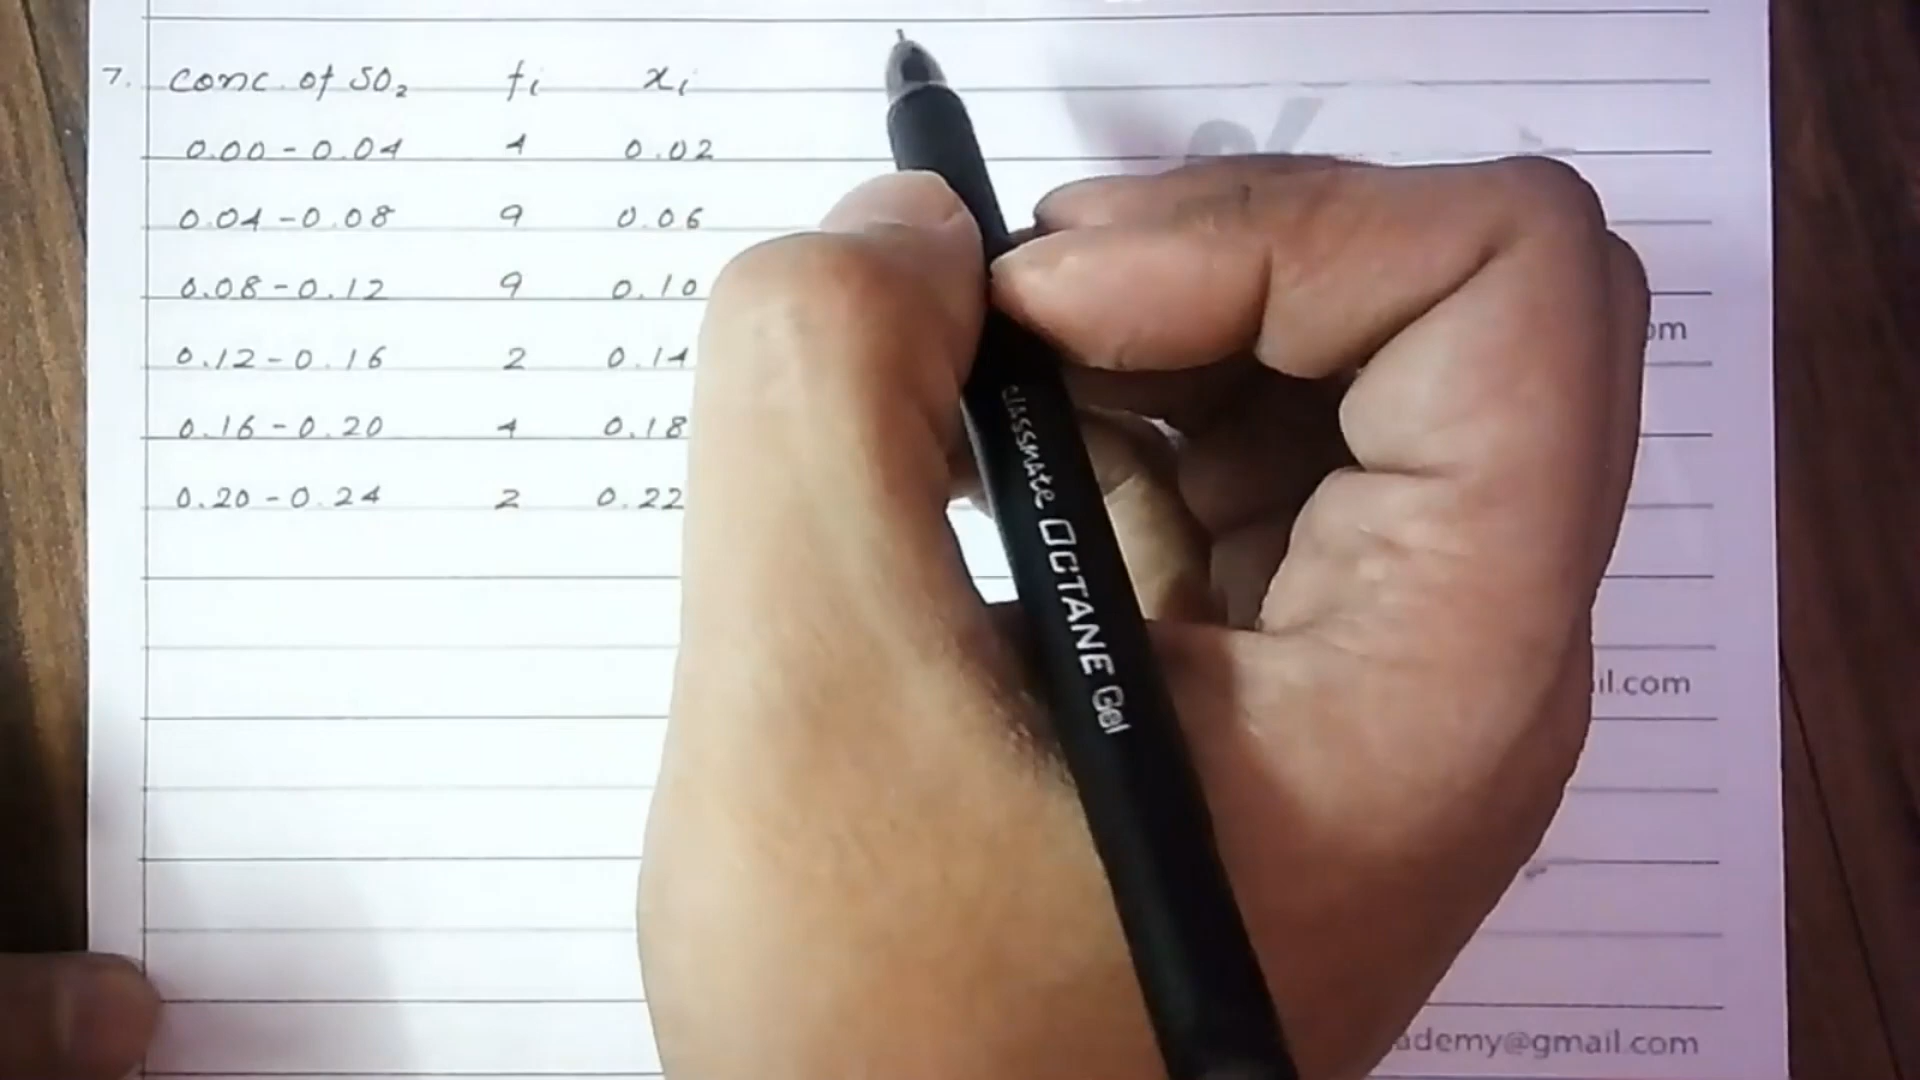 7. conc. of SO₂ fi xi
0.00 - 0.04 4 0.02
0.04 - 0.08 9 0.06
0.08 - 0.12 9 0.10
0.12 - 0.16 2 0.14
0.16 - 0.20 4 0.18
0.20 - 0.24 2 0.22
om
classmate OCTANE Gel
il.com
ademy@gmail.com